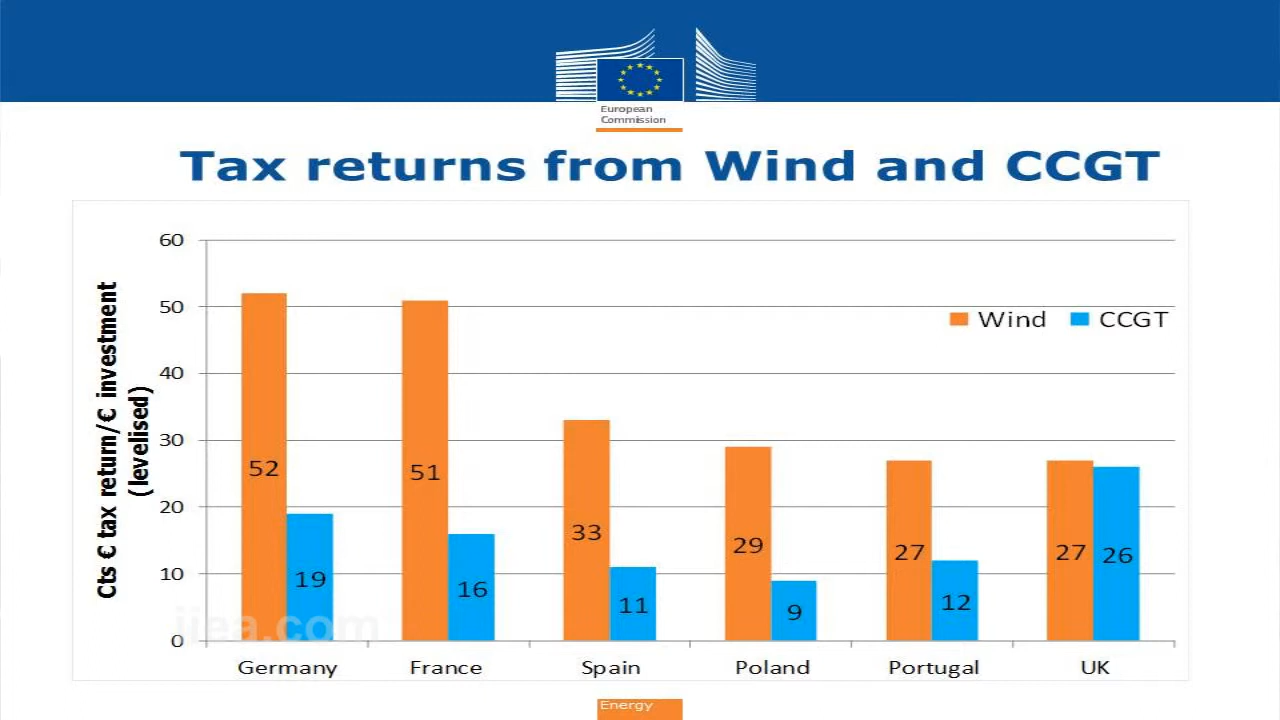 European
Commission
Tax returns from Wind and CCGT
Cts € tax return/€ investment
(levelised)
60
50
40
30
20
10
0
Wind
CCGT
52
19
51
16
33
11
29
9
27
12
27
26
iiea.com
Germany
France
Spain
Poland
Portugal
UK
Energy